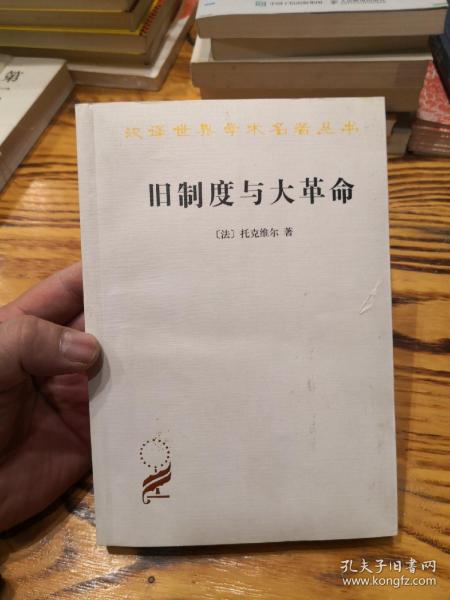 汉译世界学术名著丛书
旧制度与大革命
〔法〕托克维尔 著
第
孔夫子旧书网
www.kongfz.com